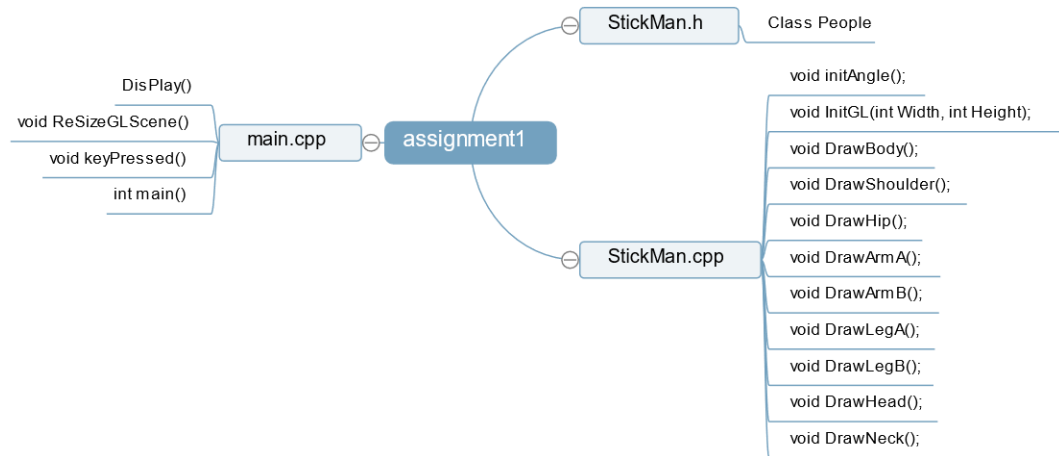 assignment1
main.cpp
DisPlay()
void ReSizeGLScene()
void keyPressed()
int main()
StickMan.h
Class People
StickMan.cpp
void initAngle();
void InitGL(int Width, int Height);
void DrawBody();
void DrawShoulder();
void DrawHip();
void DrawArmA();
void DrawArmB();
void DrawLegA();
void DrawLegB();
void DrawHead();
void DrawNeck();